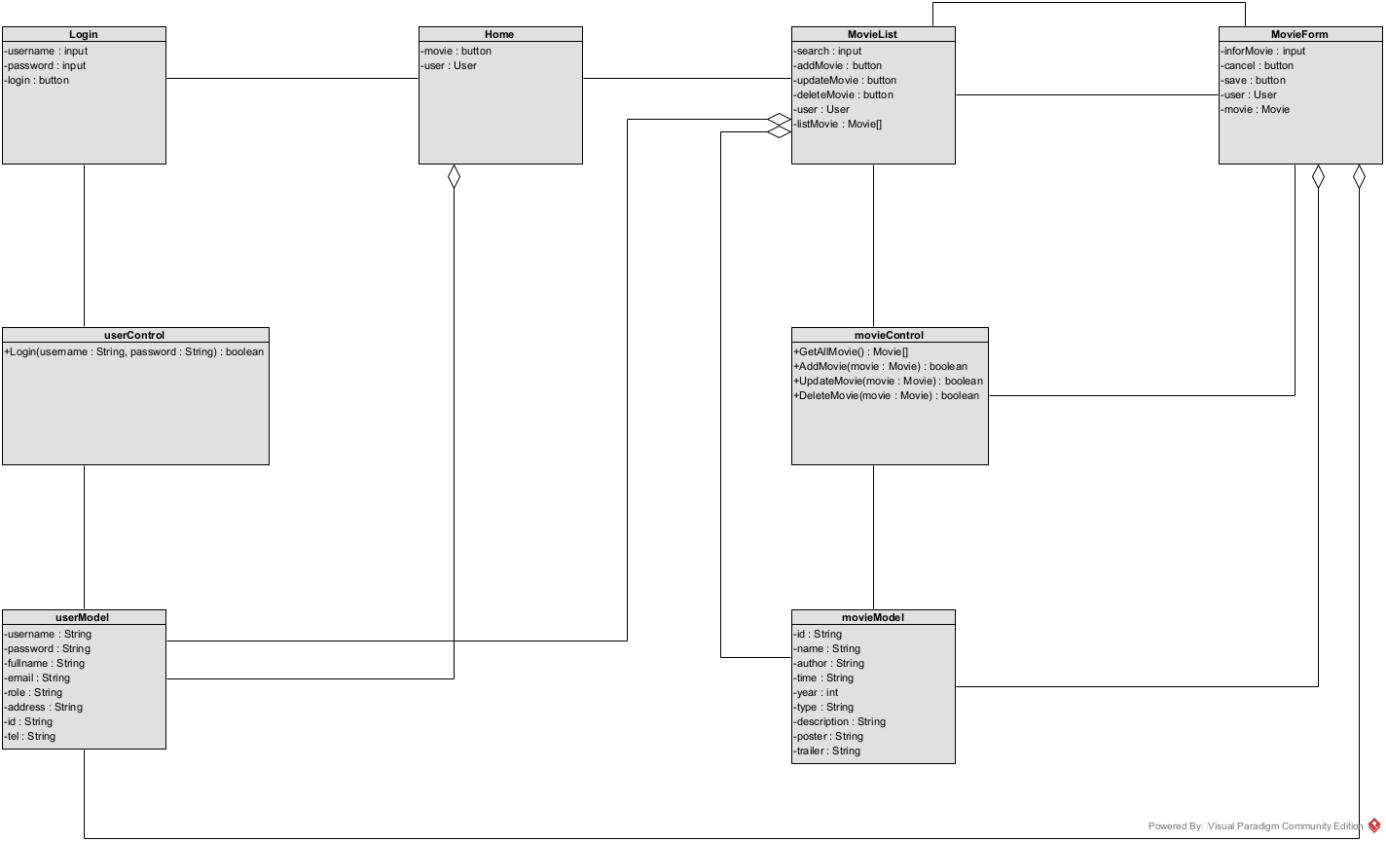 Login
-username : input
-password : input
-login : button
Home
-movie : button
-user : User
MovieList
-search : input
-addMovie : button
-updateMovie : button
-deleteMovie : button
-user : User
-listMovie : Movie[]
MovieForm
-inforMovie : input
-cancel : button
-save : button
-user : User
-movie : Movie
userControl
+Login(username : String, password : String) : boolean
movieControl
+GetAllMovie() : Movie[]
+AddMovie(movie : Movie) : boolean
+UpdateMovie(movie : Movie) : boolean
+DeleteMovie(movie : Movie) : boolean
userModel
-username : String
-password : String
-fullname : String
-email : String
-role : String
-address : String
-id : String
-tel : String
movieModel
-id : String
-name : String
-author : String
-time : String
-year : int
-type : String
-description : String
-poster : String
-trailer : String
Powered By Visual Paradigm Community Edition